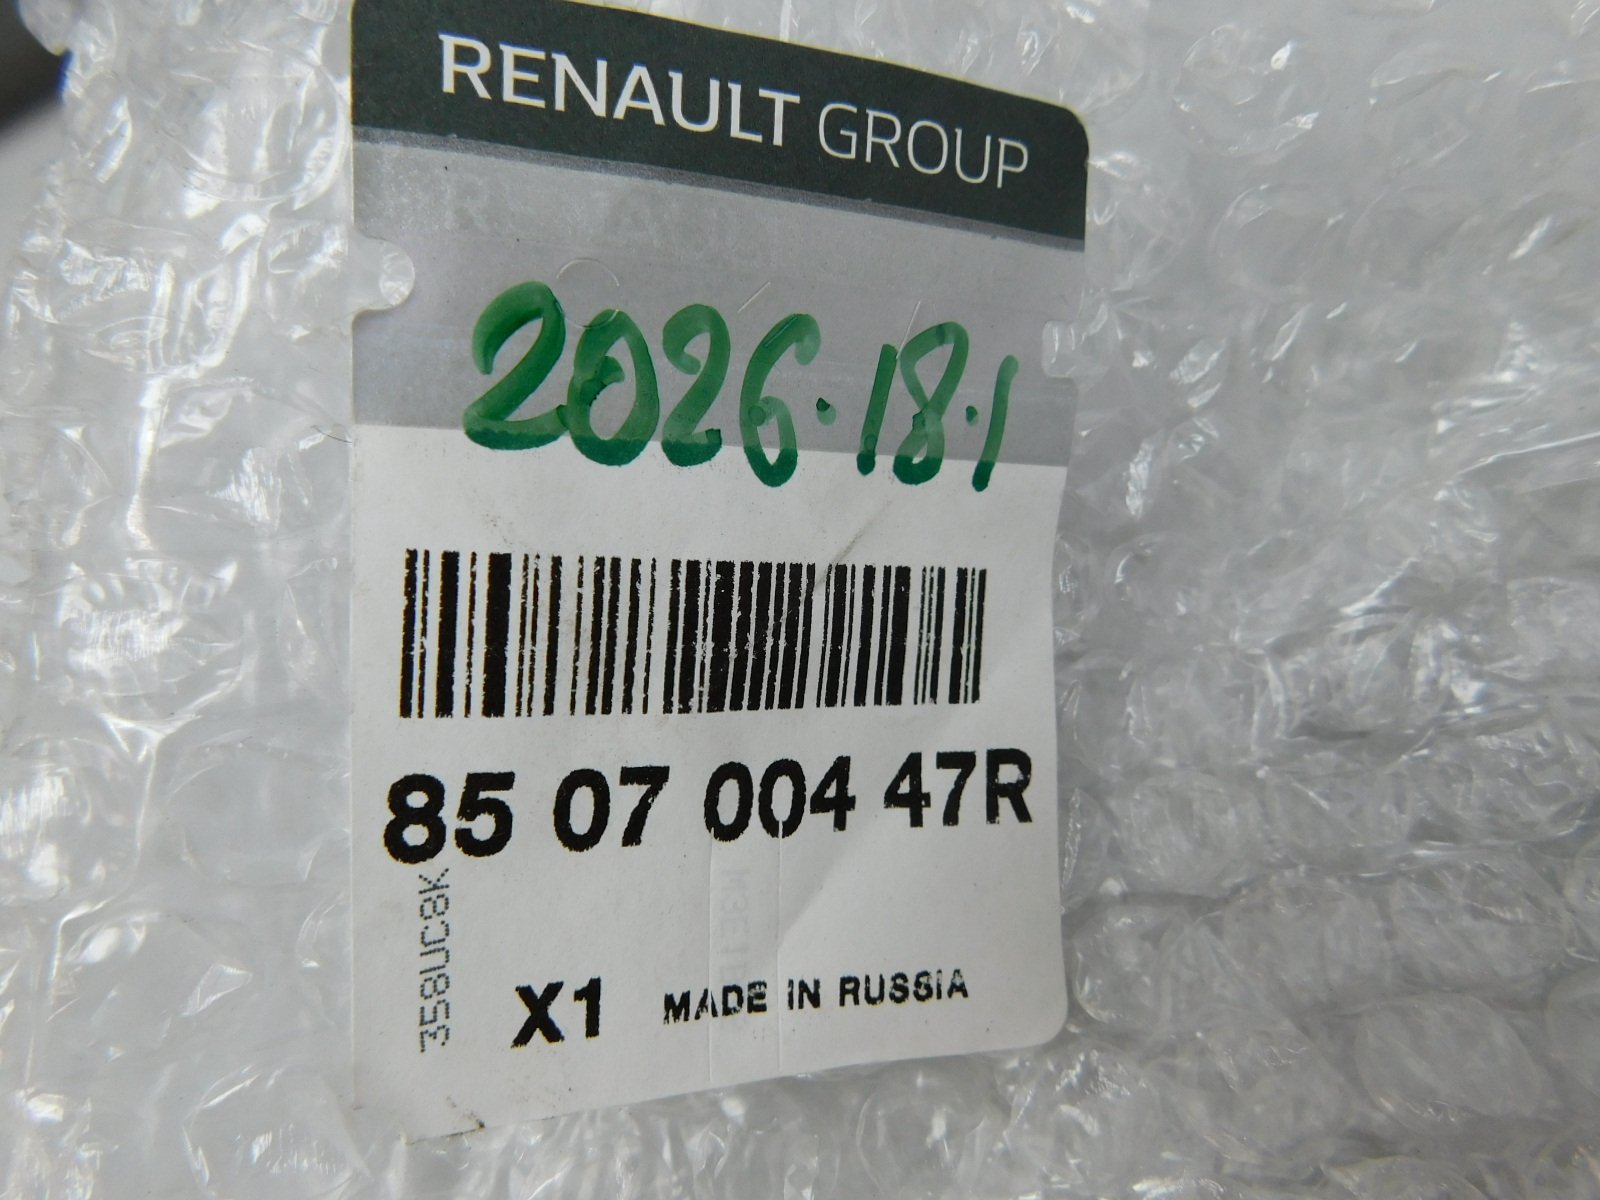 RENAULT GROUP
2026.18.1
85 07 004 47R
358UC8K
X1 MADE IN RUSSIA